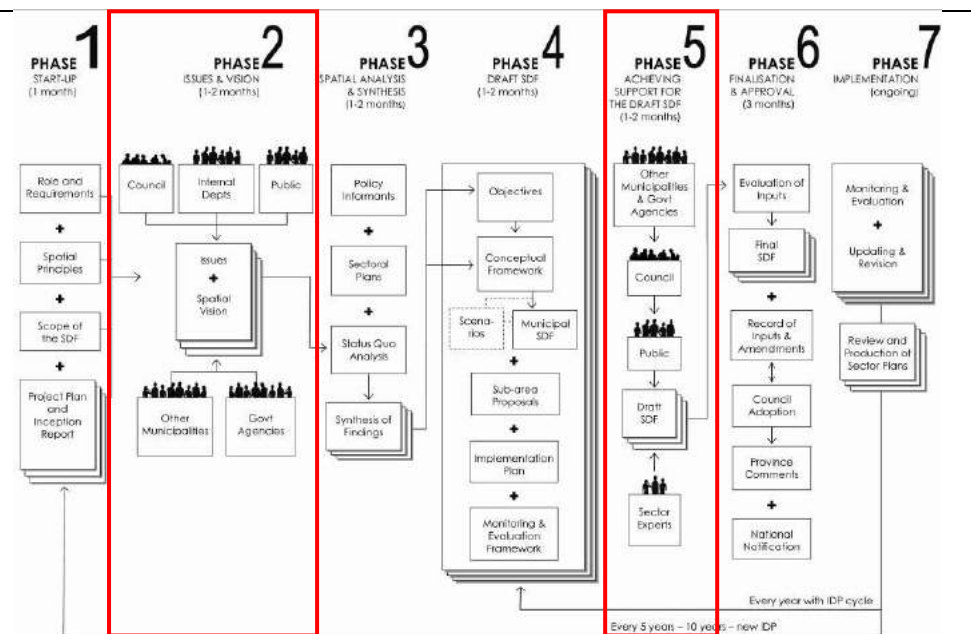 PHASE 1
START-UP
(1 month)
Role and
Requirements
+
Spatial
Principles
+
Scope of
the SDF
+
Project Plan
and
Inception
Report
PHASE 2
ISSUES & VISION
(1-2 months)
Council
Internal
Depts
Public
Issues
+
Spatial
Vision
Other
Municipalities
Govt
Agencies
PHASE 3
SPATIAL ANALYSIS
& SYNTHESIS
(1-2 months)
Policy
Informants
+
Sectoral
Plans
+
Status Quo
Analysis
Synthesis of
Findings
PHASE 4
DRAFT SDF
(1-2 months)
Objectives
Conceptual
Framework
Scena-
rios
Municipal
SDF
+
Sub-area
Proposals
+
Implementation
Plan
+
Monitoring &
Evaluation
Framework
PHASE 5
ACHIEVING
SUPPORT FOR
THE DRAFT SDF
(1-2 months)
Other
Municipalities
& Govt
Agencies
Council
Public
Draft
SDF
Sector
Experts
PHASE 6
FINALISATION
& APPROVAL
(3 months)
Evaluation of
Inputs
Final
SDF
+
Record of
Inputs &
Amendments
Council
Adoption
Province
Comments
+
National
Notification
PHASE 7
IMPLEMENTATION
(ongoing)
Monitoring &
Evaluation
+
Updating &
Revision
Review and
Production of
Sector Plans
Every year with IDP cycle
Every 5 years – 10 years – new IDP